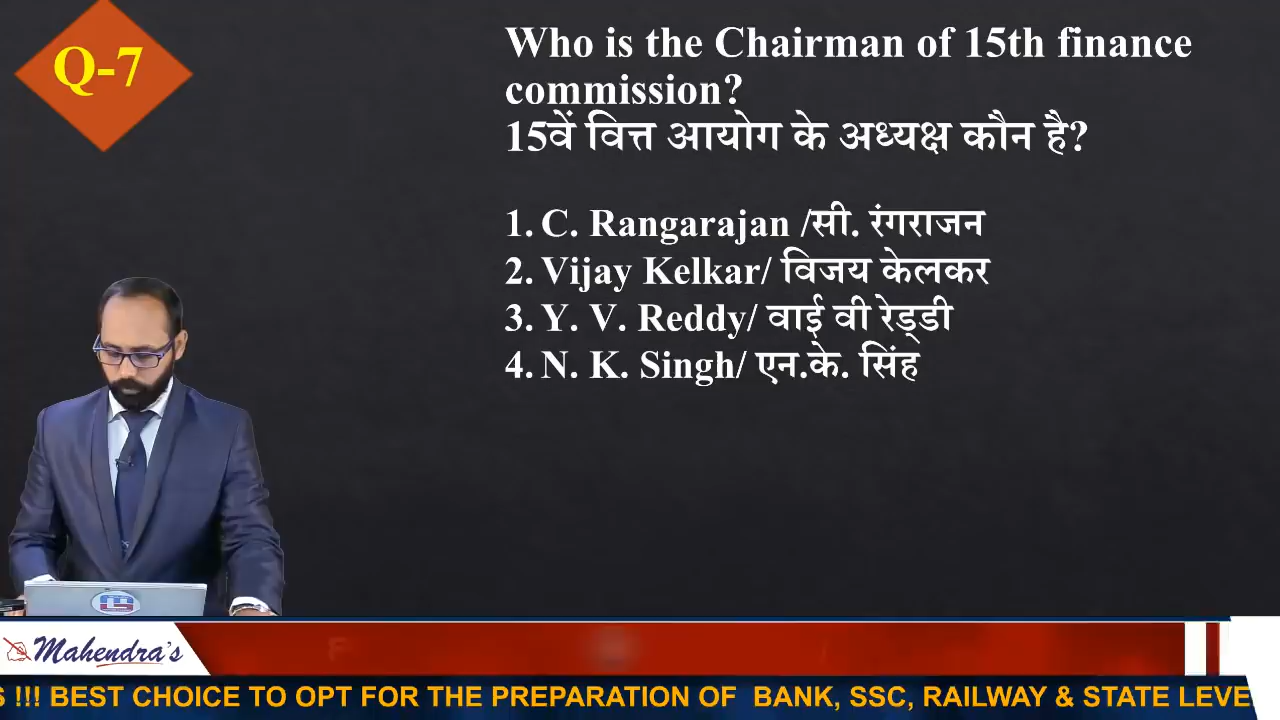 Q-7
Who is the Chairman of 15th finance
commission?
15वें वित्त आयोग के अध्यक्ष कौन है?
1. C. Rangarajan /सी. रंगराजन
2. Vijay Kelkar/ विजय केलकर
3. Y. V. Reddy/ वाई वी रेड्डी
4. N. K. Singh/ एन.के. सिंह
Mahendra's
S !!! BEST CHOICE TO OPT FOR THE PREPARATION OF BANK, SSC, RAILWAY & STATE LEVE